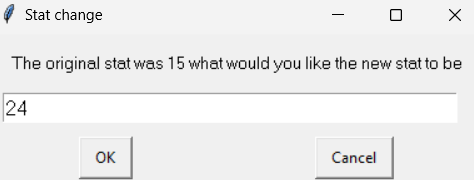 Stat change
The original stat was 15 what would you like the new stat to be
24
OK
Cancel